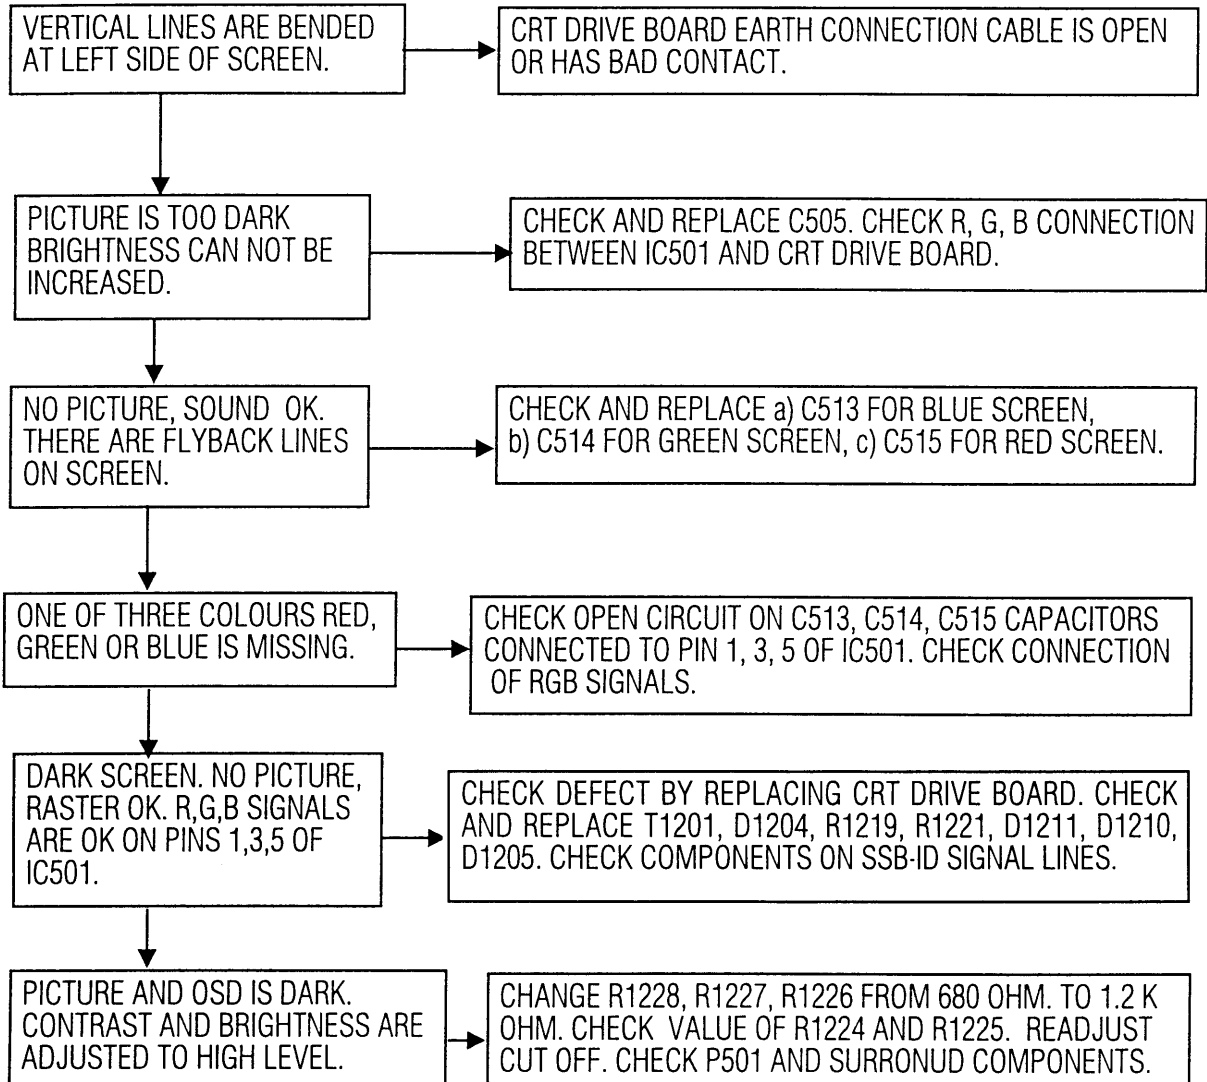 VERTICAL LINES ARE BENDED
AT LEFT SIDE OF SCREEN.
CRT DRIVE BOARD EARTH CONNECTION CABLE IS OPEN
OR HAS BAD CONTACT.
PICTURE IS TOO DARK
BRIGHTNESS CAN NOT BE
INCREASED.
CHECK AND REPLACE C505. CHECK R, G, B CONNECTION
BETWEEN IC501 AND CRT DRIVE BOARD.
NO PICTURE, SOUND OK.
THERE ARE FLYBACK LINES
ON SCREEN.
CHECK AND REPLACE a) C513 FOR BLUE SCREEN,
b) C514 FOR GREEN SCREEN, c) C515 FOR RED SCREEN.
ONE OF THREE COLOURS RED,
GREEN OR BLUE IS MISSING.
CHECK OPEN CIRCUIT ON C513, C514, C515 CAPACITORS
CONNECTED TO PIN 1, 3, 5 OF IC501. CHECK CONNECTION
OF RGB SIGNALS.
DARK SCREEN. NO PICTURE,
RASTER OK. R,G,B SIGNALS
ARE OK ON PINS 1,3,5 OF
IC501.
CHECK DEFECT BY REPLACING CRT DRIVE BOARD. CHECK
AND REPLACE T1201, D1204, R1219, R1221, D1211, D1210,
D1205. CHECK COMPONENTS ON SSB-ID SIGNAL LINES.
PICTURE AND OSD IS DARK.
CONTRAST AND BRIGHTNESS ARE
ADJUSTED TO HIGH LEVEL.
CHANGE R1228, R1227, R1226 FROM 680 OHM. TO 1.2 K
OHM. CHECK VALUE OF R1224 AND R1225. READJUST
CUT OFF. CHECK P501 AND SURRONUD COMPONENTS.